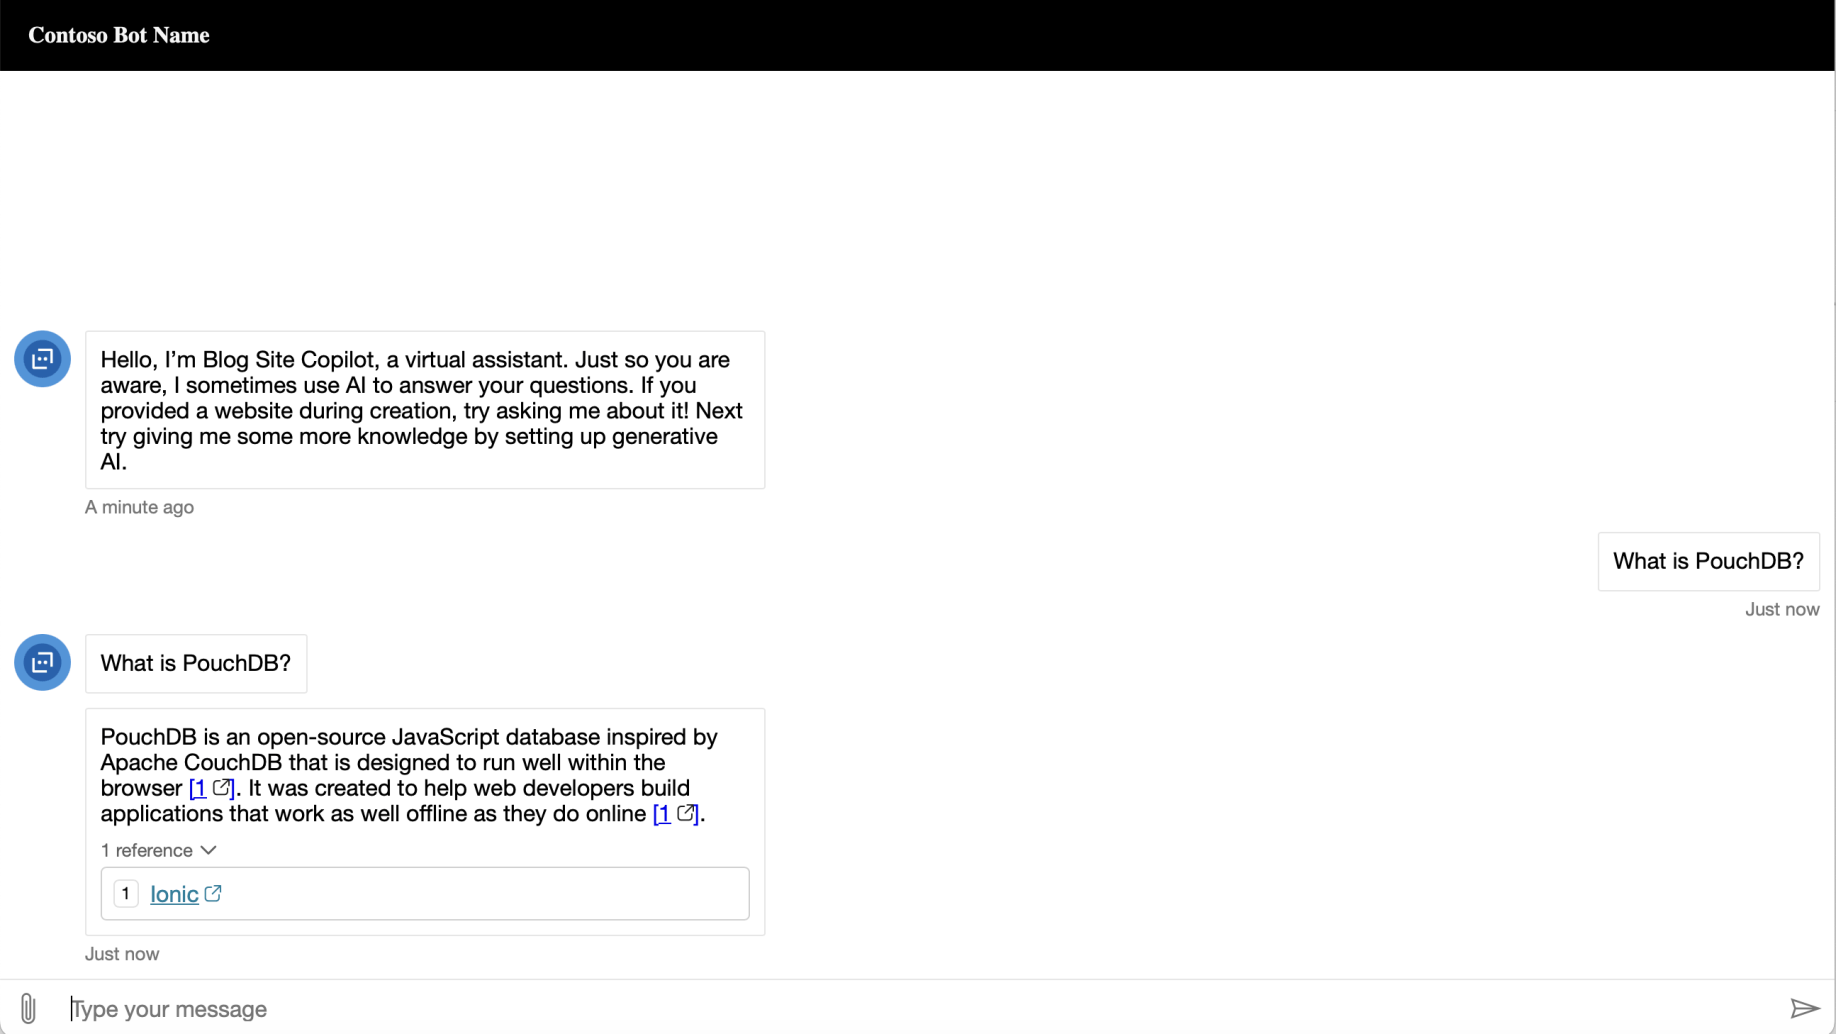 Contoso Bot Name
Hello, I’m Blog Site Copilot, a virtual assistant. Just so you are
aware, I sometimes use AI to answer your questions. If you
provided a website during creation, try asking me about it! Next
try giving me some more knowledge by setting up generative
AI.
A minute ago
What is PouchDB?
Just now
What is PouchDB?
PouchDB is an open-source JavaScript database inspired by
Apache CouchDB that is designed to run well within the
browser [1]. It was created to help web developers build
applications that work as well offline as they do online [1].
1 reference
1 Ionic
Just now
Type your message